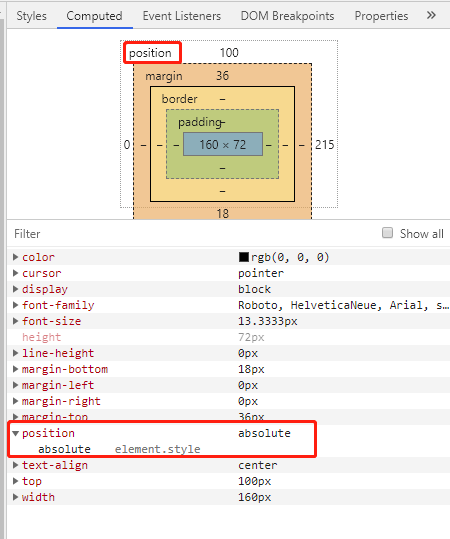 Styles Computed Event Listeners DOM Breakpoints Properties »
position 100
margin 36
border –
padding –
0 – – – 160 × 72 – – – 215
–
–
18
Filter Show all
color rgb(0, 0, 0)
cursor pointer
display block
font-family Roboto, HelveticaNeue, Arial, s…
font-size 13.3333px
height 72px
line-height 0px
margin-bottom 18px
margin-left 0px
margin-right 0px
margin-top 36px
position absolute
absolute element.style
text-align center
top 100px
width 160px